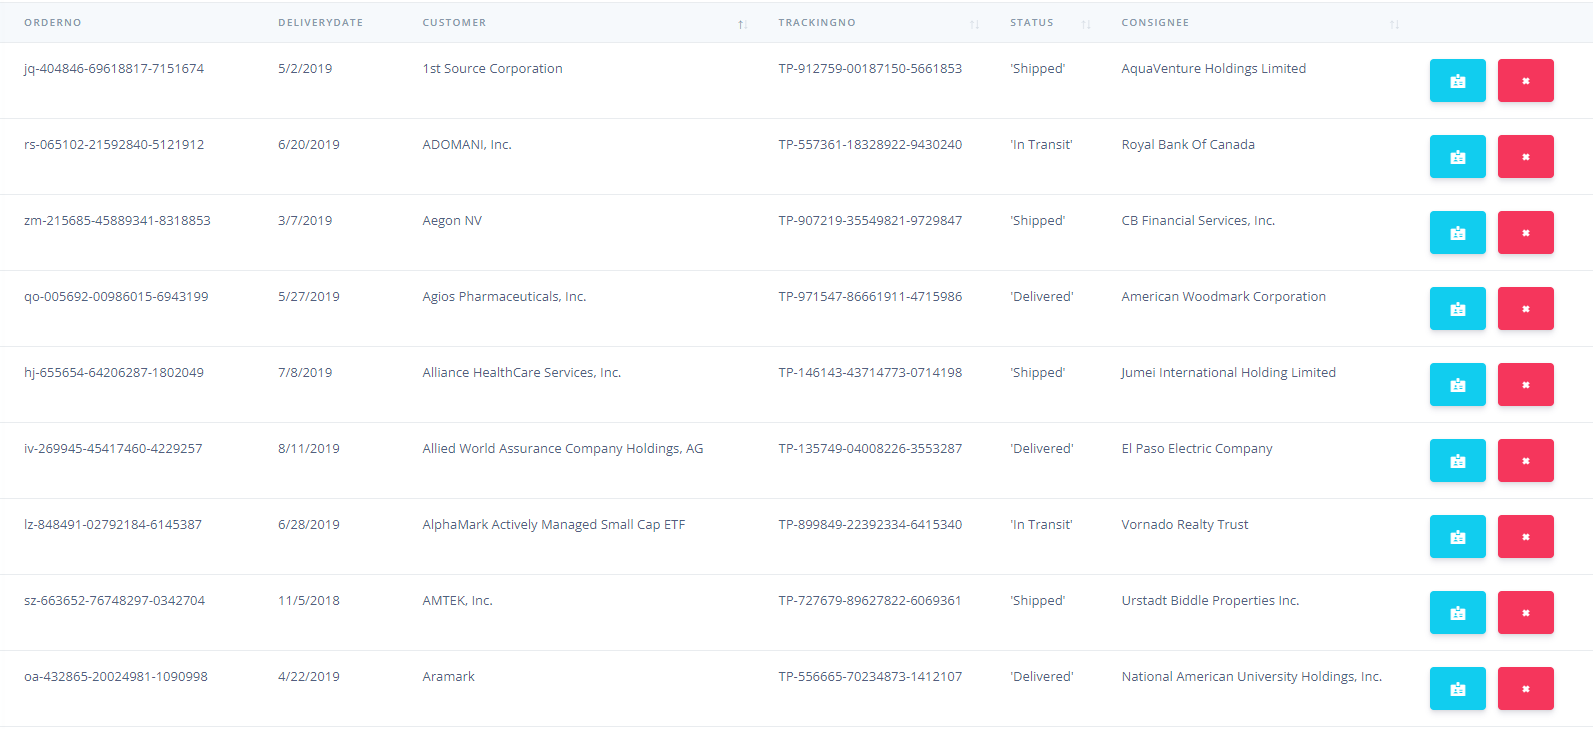 ORDERNO DELIVERYDATE CUSTOMER TRACKINGNO STATUS CONSIGNEE
jq-404846-69618817-7151674 5/2/2019 1st Source Corporation TP-912759-00187150-5661853 'Shipped' AquaVenture Holdings Limited
rs-065102-21592840-5121912 6/20/2019 ADOMANI, Inc. TP-557361-18328922-9430240 'In Transit' Royal Bank Of Canada
zm-215685-45889341-8318853 3/7/2019 Aegon NV TP-907219-35549821-9729847 'Shipped' CB Financial Services, Inc.
qo-005692-00986015-6943199 5/27/2019 Agios Pharmaceuticals, Inc. TP-971547-86661911-4715986 'Delivered' American Woodmark Corporation
hj-655654-64206287-1802049 7/8/2019 Alliance HealthCare Services, Inc. TP-146143-43714773-0714198 'Shipped' Jumei International Holding Limited
iv-269945-45417460-4229257 8/11/2019 Allied World Assurance Company Holdings, AG TP-135749-04008226-3553287 'Delivered' El Paso Electric Company
lz-848491-02792184-6145387 6/28/2019 AlphaMark Actively Managed Small Cap ETF TP-899849-22392334-6415340 'In Transit' Vornado Realty Trust
sz-663652-76748297-0342704 11/5/2018 AMTEK, Inc. TP-727679-89627822-6069361 'Shipped' Urstadt Biddle Properties Inc.
oa-432865-20024981-1090998 4/22/2019 Aramark TP-556665-70234873-1412107 'Delivered' National American University Holdings, Inc.